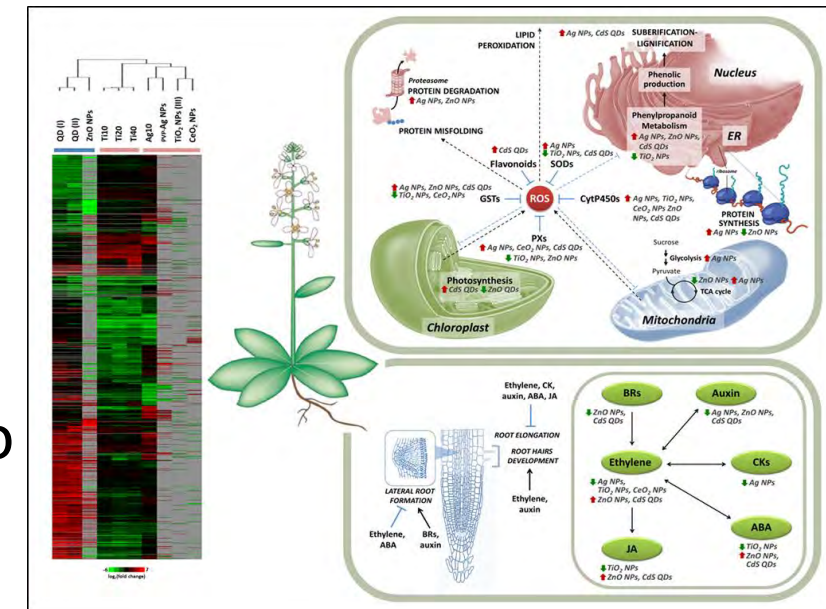 QD (I)
QD (II)
ZnO NPs
Ti10
Ti20
Ti40
Ag10
PVP-Ag NPs
TiO₂ NPs (III)
CeO₂ NPs
-6
7
log₂(fold change)
LIPID
PEROXIDATION
Ag NPs, CdS QDs
SUBERIFICATION-
LIGNIFICATION
Nucleus
Phenolic
production
Phenylpropanoid
Metabolism
Ag NPs, ZnO NPs,
CdS QDs
TiO₂ NPs
ER
Proteasome
PROTEIN DEGRADATION
Ag NPs, ZnO NPs
PROTEIN MISFOLDING
CdS QDs
Flavonoids
Ag NPs
TiO₂ NPs, CdS QDs
SODs
Ag NPs, ZnO NPs, CdS QDs
TiO₂ NPs, CeO₂ NPs
GSTs
ROS
CytP450s
Ag NPs, TiO₂ NPs,
CeO₂ NPs ZnO
NPs, CdS QDs
ribosome
PROTEIN
SYNTHESIS
Ag NPs ZnO NPs
PXs
Ag NPs, CeO₂ NPs, CdS QDs
TiO₂ NPs, ZnO NPs
Sucrose
Glycolysis Ag NPs
Pyruvate
ZnO NPs Ag NPs
TCA cycle
Photosynthesis
CdS QDs ZnO QDs
Chloroplast
Mitochondria
Ethylene, CK,
auxin, ABA, JA
ROOT ELONGATION
ROOT HAIRS
DEVELOPMENT
Ethylene,
auxin
LATERAL ROOT
FORMATION
Ethylene,
ABA
BRs,
auxin
BRs
ZnO NPs,
CdS QDs
Auxin
Ag NPs, ZnO NPs,
CdS QDs
Ethylene
Ag NPs,
TiO₂ NPs, CeO₂ NPs
ZnO NPs, CdS QDs
CKs
Ag NPs
ABA
TiO₂ NPs
ZnO NPs,
CdS QDs
JA
TiO₂ NPs
ZnO NPs, CdS QDs